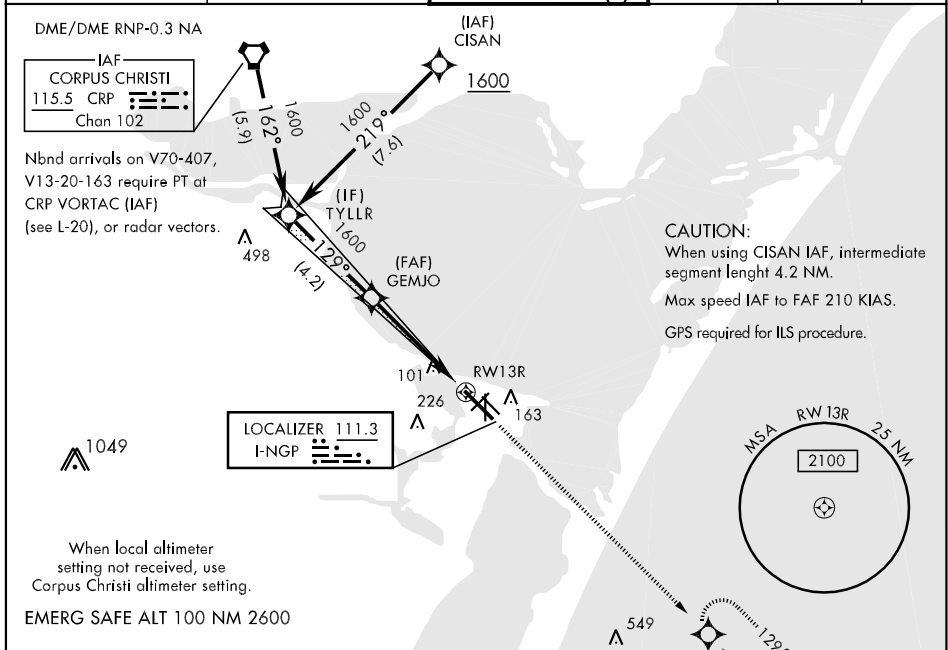 DME/DME RNP-0.3 NA
IAF
CORPUS CHRISTI
115.5 CRP
Chan 102
Nbnd arrivals on V70-407,
V13-20-163 require PT at
CRP VORTAC (IAF)
(see L-20), or radar vectors.
1600
162°
(5.9)
(IAF)
CISAN
1600
1600
219°
(7.6)
(IF)
TYLLR
1600
129°
(4.2)
498
(FAF)
GEMJO
CAUTION:
When using CISAN IAF, intermediate
segment lenght 4.2 NM.
Max speed IAF to FAF 210 KIAS.
GPS required for ILS procedure.
101
RW13R
226
163
LOCALIZER 111.3
I-NGP
1049
MSA RW 13R 25 NM
2100
When local altimeter
setting not received, use
Corpus Christi altimeter setting.
EMERG SAFE ALT 100 NM 2600
549
129°